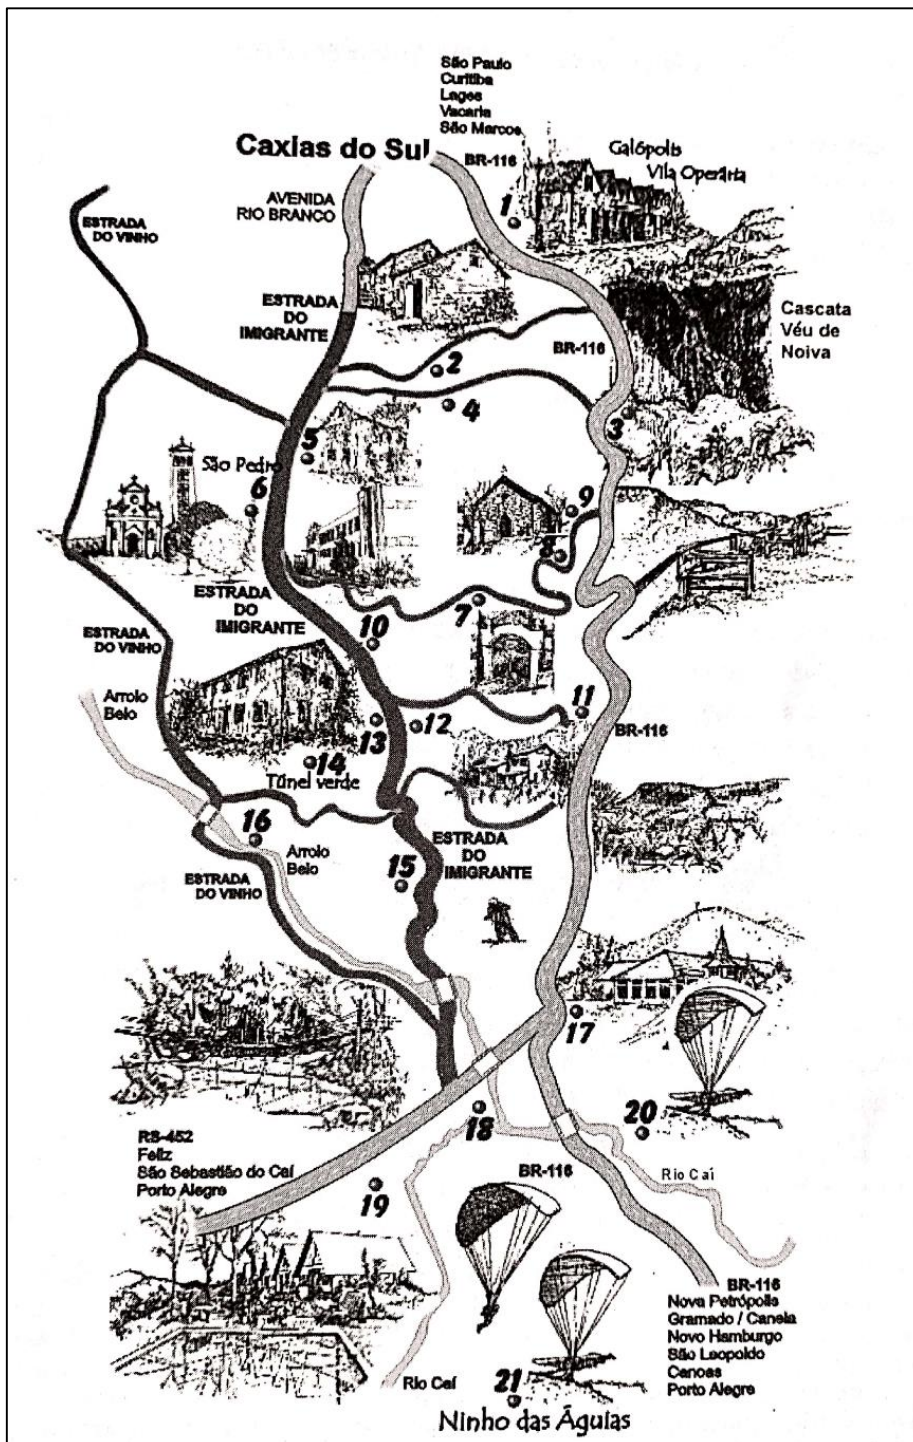 São Paulo
Curitiba
Lages
Vacaria
São Marcos
Caxias do Sul
BR-116
Galópolis
Vila Operária
AVENIDA
RIO BRANCO
1
ESTRADA
DO VINHO
ESTRADA
DO
IMIGRANTE
Cascata
Véu de
Noiva
BR-116
2
4
3
5
São Pedro
6
9
8
ESTRADA
DO
IMIGRANTE
7
ESTRADA
DO VINHO
10
Arroio
Belo
11
12
13
BR-116
14
Túnel verde
16
Arroio
Belo
ESTRADA
DO
IMIGRANTE
ESTRADA
DO VINHO
15
17
18
20
RS-452
Feliz
São Sebastião do Caí
Porto Alegre
BR-116
Rio Caí
19
BR-116
Nova Petrópolis
Gramado / Canela
Novo Hamburgo
São Leopoldo
Canoas
Porto Alegre
Rio Caí
21
Ninho das Águias